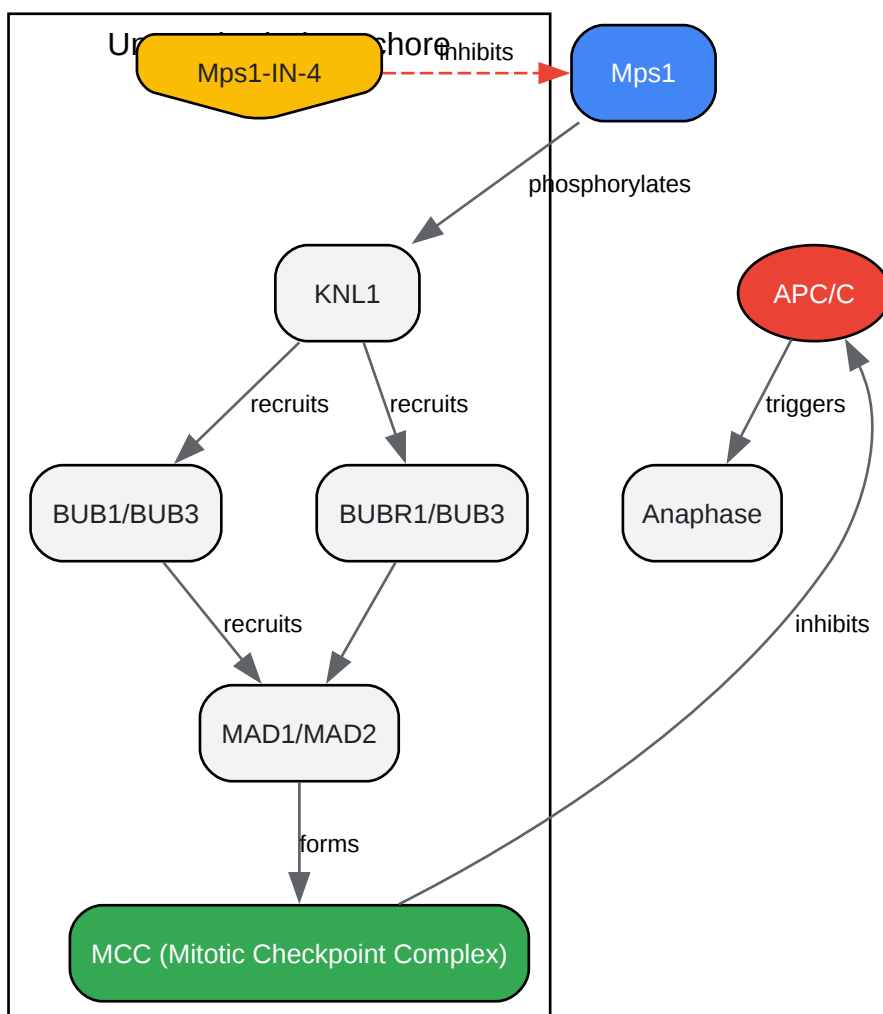 Mps1-IN-4
inhibits
Mps1
phosphorylates
KNL1
APC/C
recruits
recruits
triggers
BUB1/BUB3
BUBR1/BUB3
Anaphase
recruits
inhibits
MAD1/MAD2
forms
MCC (Mitotic Checkpoint Complex)